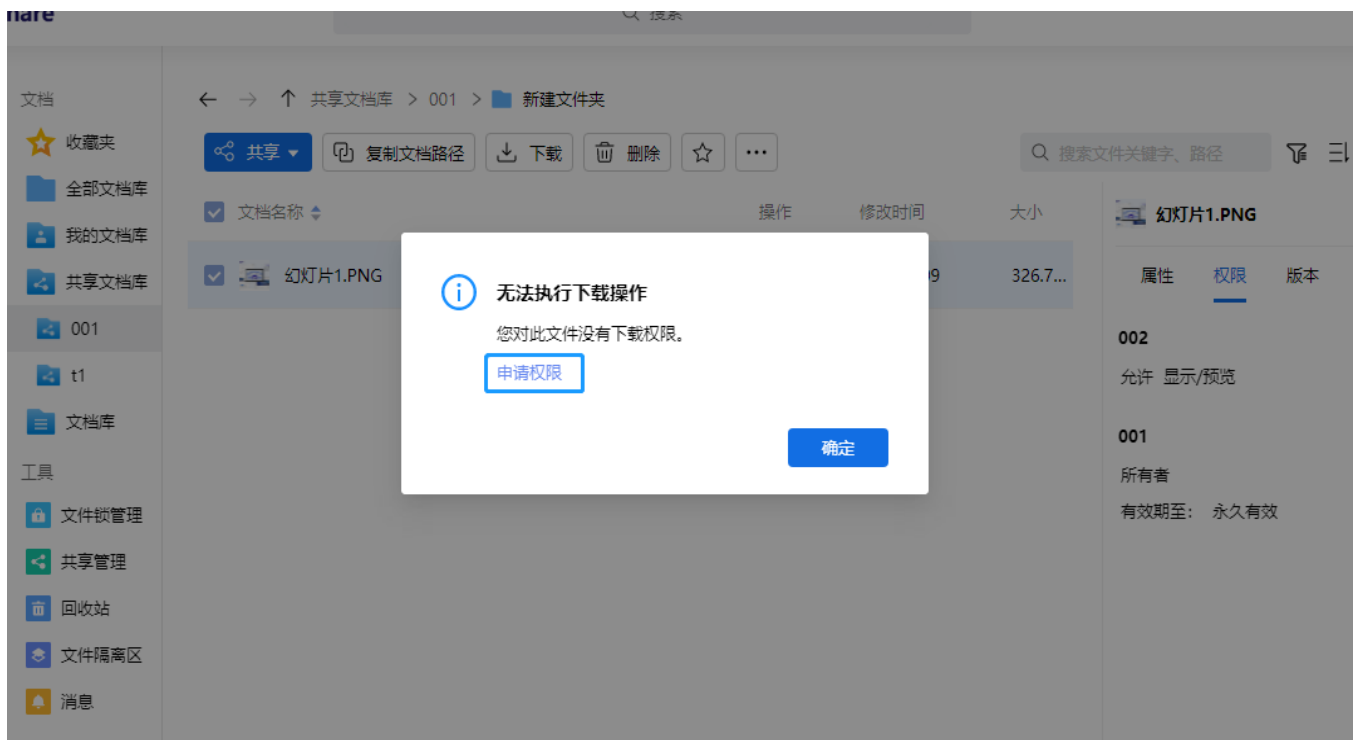 hare
搜索
文档
收藏夹
全部文档库
我的文档库
共享文档库
001
t1
文档库
工具
文件锁管理
共享管理
回收站
文件隔离区
消息
共享文档库 > 001 > 新建文件夹
共享 复制文档路径 下载 删除 ...
搜索文件关键字、路径
文档名称 操作 修改时间 大小
幻灯片1.PNG 326.7...
无法执行下载操作
您对此文件没有下载权限。
申请权限
确定
幻灯片1.PNG
属性 权限 版本
002
允许 显示/预览
001
所有者
有效期至: 永久有效